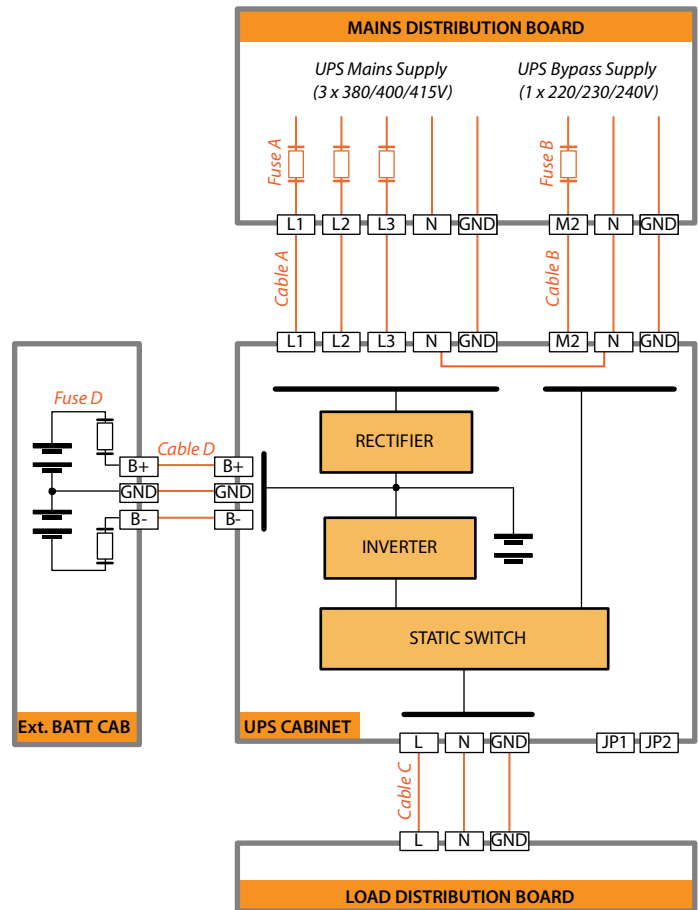 MAINS DISTRIBUTION BOARD
UPS Mains Supply
(3 x 380/400/415V)
UPS Bypass Supply
(1 x 220/230/240V)
Fuse A
Fuse B
L1 L2 L3 N GND M2 N GND
Cable A
Cable B
L1 L2 L3 N GND M2 N GND
Fuse D
Cable D
B+ B+
GND GND
B- B-
RECTIFIER
INVERTER
STATIC SWITCH
Ext. BATT CAB
UPS CABINET
L N GND JP1 JP2
Cable C
L N GND
LOAD DISTRIBUTION BOARD